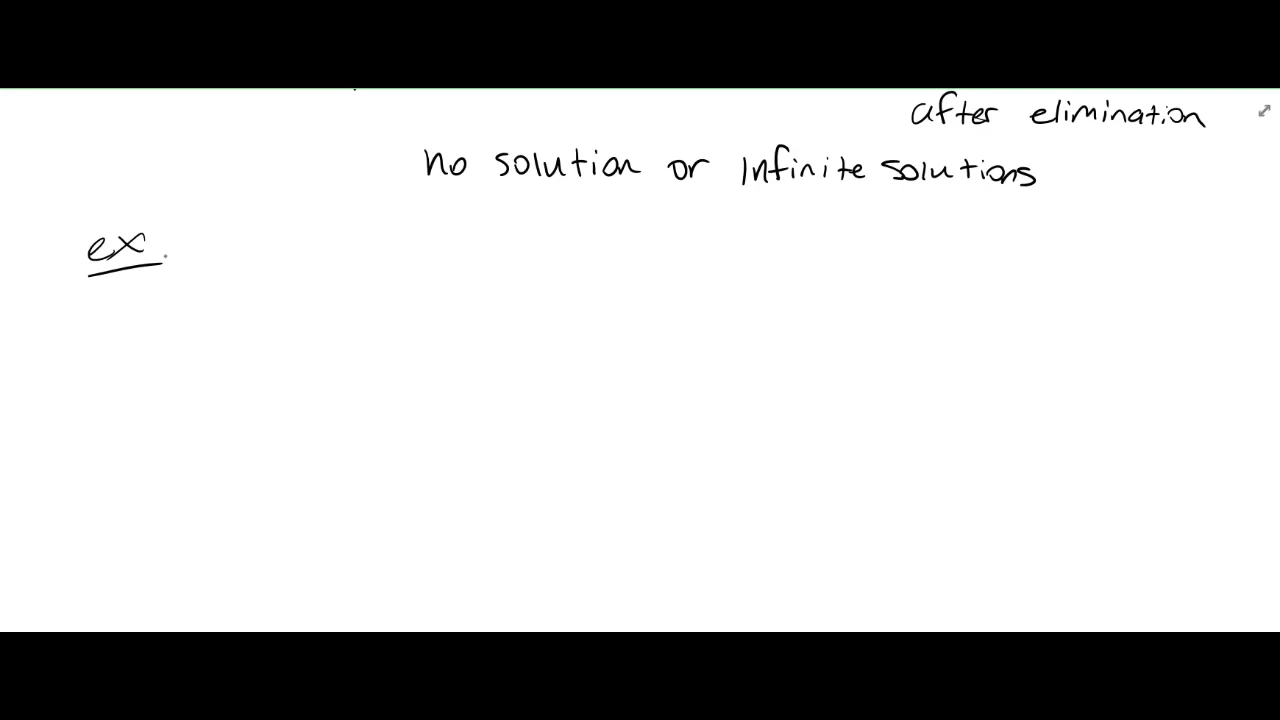 after elimination
no solution or infinite solutions
ex.